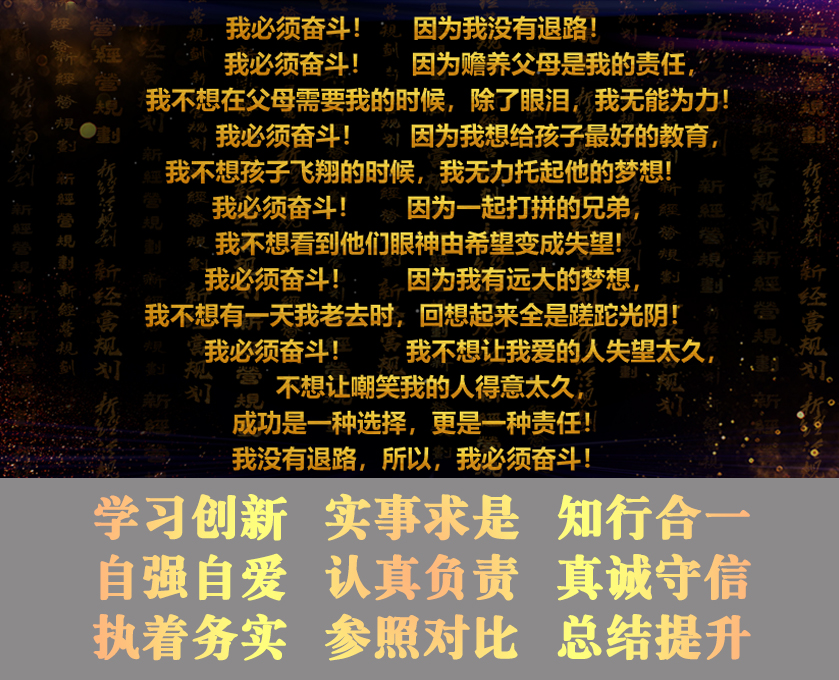 我必须奋斗！ 因为我没有退路！
我必须奋斗！ 因为赡养父母是我的责任，
我不想在父母需要我的时候，除了眼泪，我无能为力！
我必须奋斗！ 因为我想给孩子最好的教育，
我不想孩子飞翔的时候，我无力托起他的梦想！
我必须奋斗！ 因为一起打拼的兄弟，
我不想看到他们眼神由希望变成失望！
我必须奋斗！ 因为我有远大的梦想，
我不想有一天我老去时，回想起来全是蹉跎光阴！
我必须奋斗！ 我不想让我爱的人失望太久，
不想让嘲笑我的人得意太久，
成功是一种选择，更是一种责任！
我没有退路，所以，我必须奋斗！
学习创新 实事求是 知行合一
自强自爱 认真负责 真诚守信
执着务实 参照对比 总结提升